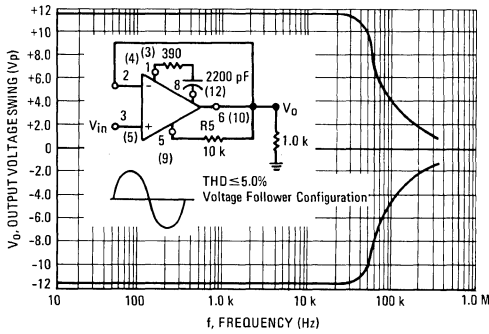 +12
+10
+8.0
+6.0
+4.0
+2.0
0
-2.0
-4.0
-6.0
-8.0
-10
-12
V₀, OUTPUT VOLTAGE SWING (Vp)
(4) (3) 390
1
2
2200 pF
8 (12)
3
Vin
(5)
6 (10)
V₀
5
R5
(9)
10 k
1.0 k
THD ≤ 5.0%
Voltage Follower Configuration
10 100 1.0 k 10 k 100 k 1.0 M
f, FREQUENCY (Hz)